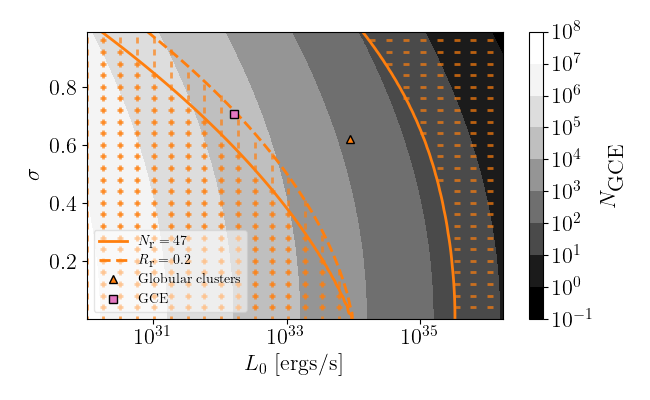 10^8
10^7
10^6
10^5
10^4
10^3
10^2
10^1
10^0
10^{-1}
N_GCE
0.8
0.6
0.4
0.2
σ
N_r = 47
R_r = 0.2
Globular clusters
GCE
10^31 10^33 10^35
L_0 [ergs/s]